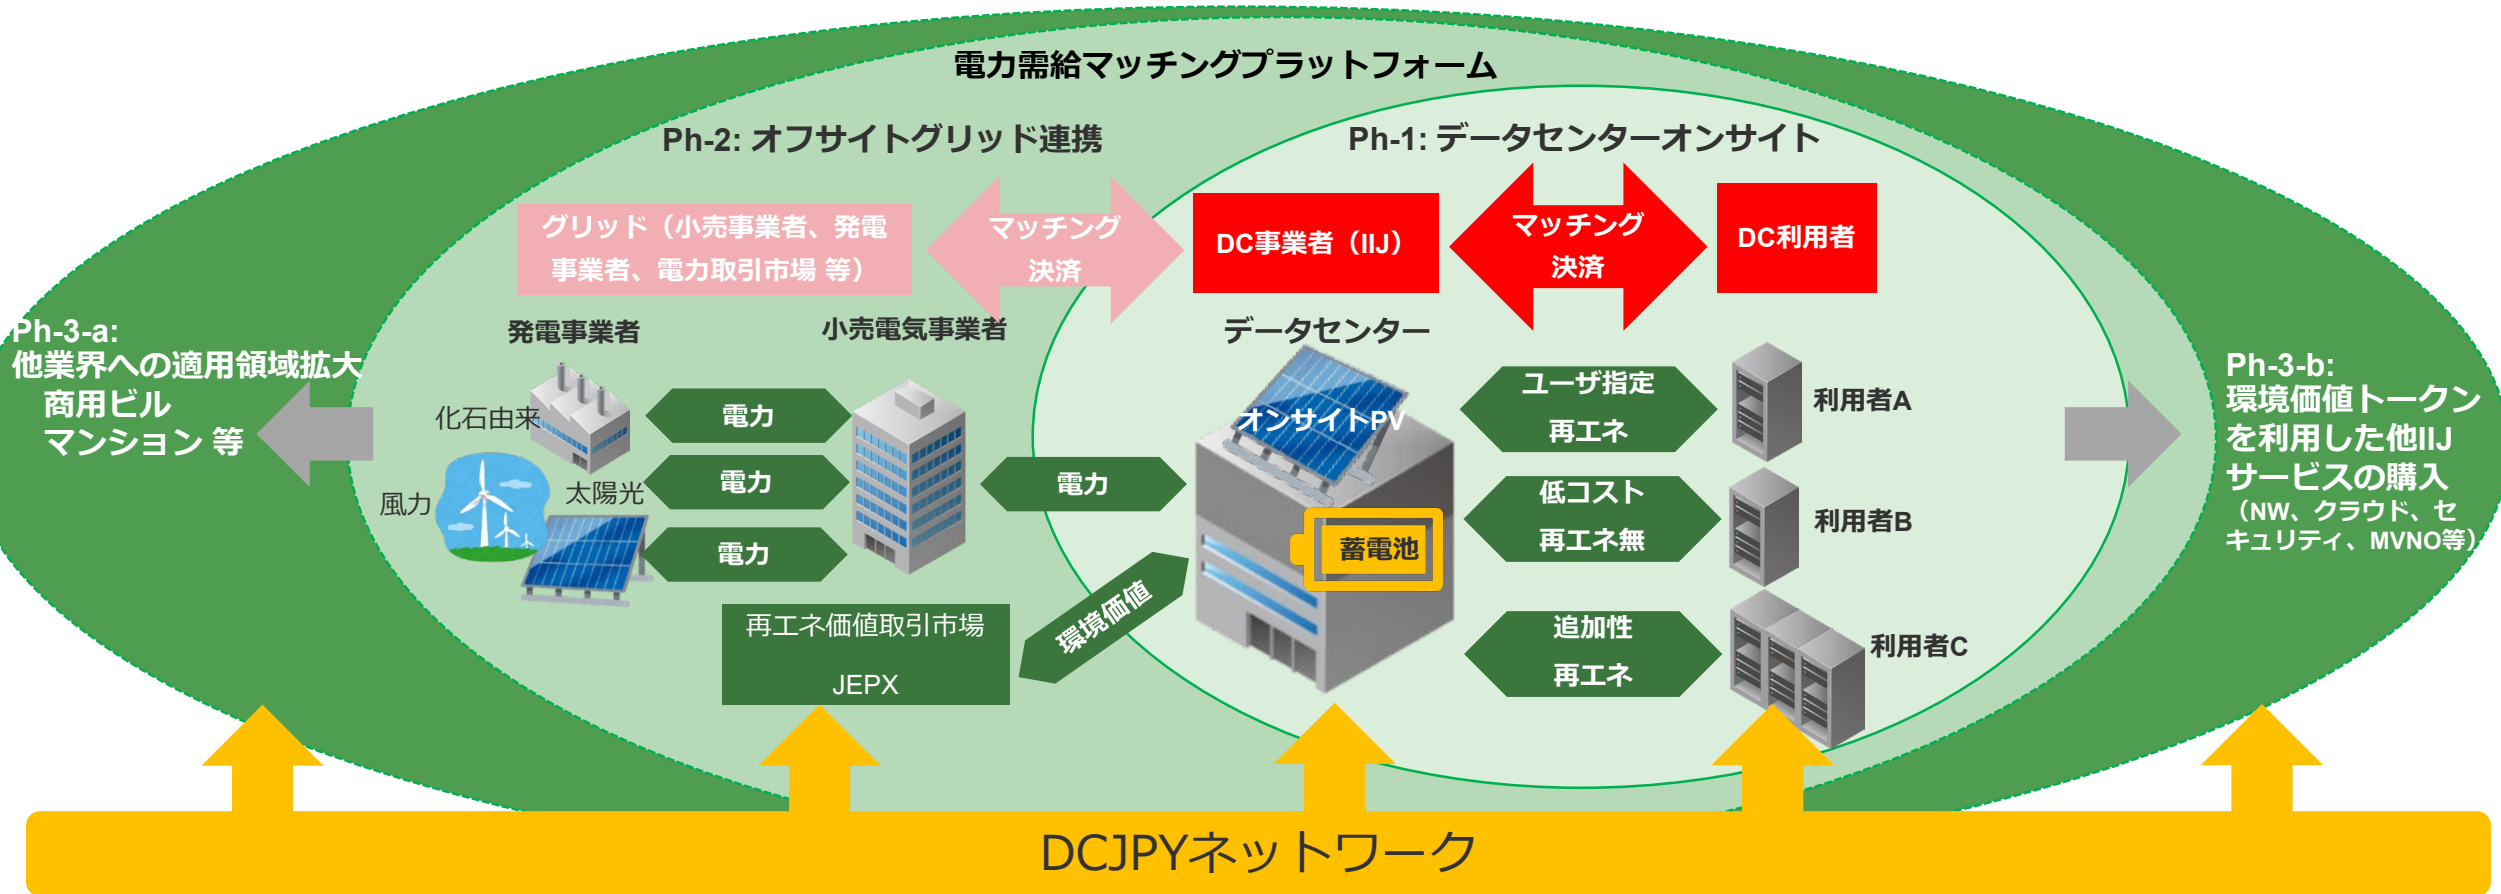 電力需給マッチングプラットフォーム
Ph-2: オフサイトグリッド連携
Ph-1: データセンターオンサイト
グリッド（小売事業者、発電
事業者、電力取引市場 等）
マッチング
決済
DC事業者（IIJ）
マッチング
決済
DC利用者
Ph-3-a:
他業界への適用領域拡大
商用ビル
マンション 等
発電事業者
小売電気事業者
データセンター
化石由来
風力
太陽光
電力
電力
電力
電力
オンサイトPV
蓄電池
ユーザ指定
再エネ
利用者A
低コスト
再エネ無
利用者B
追加性
再エネ
利用者C
再エネ価値取引市場
JEPX
環境価値
Ph-3-b:
環境価値トークン
を利用した他IIJ
サービスの購入
（NW、クラウド、セ
キュリティ、MVNO等）
DCJPYネットワーク